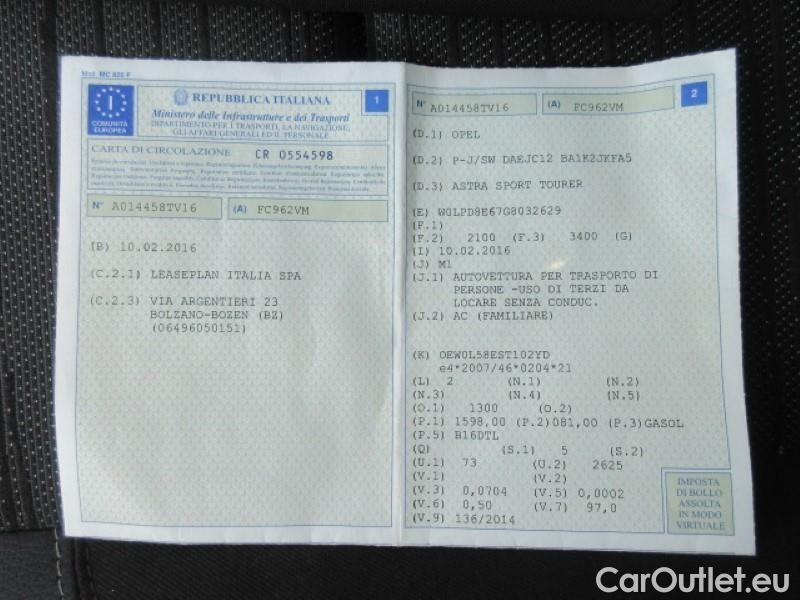 Mod. MC 820 F
I
COMUNITÀ
EUROPEA
REPUBBLICA ITALIANA
1
Ministero delle Infrastrutture e dei Trasporti
DIPARTIMENTO PER I TRASPORTI, LA NAVIGAZIONE,
GLI AFFARI GENERALI ED IL PERSONALE
CARTA DI CIRCOLAZIONE CR 0554598
N° A014458TV16 (A) FC962VM
(B) 10.02.2016
(C.2.1) LEASEPLAN ITALIA SPA
(C.2.3) VIA ARGENTIERI 23
BOLZANO-BOZEN (BZ)
(06496050151)
2
N° A014458TV16 (A) FC962VM
(D.1) OPEL
(D.2) P-J/SW DAEJC12 BA1K2JKFA5
(D.3) ASTRA SPORT TOURER
(E) W0LPD8E67G8032629
(F.1)
(F.2) 2100 (F.3) 3400 (G)
(I) 10.02.2016
(J) M1
(J.1) AUTOVETTURA PER TRASPORTO DI
PERSONE -USO DI TERZI DA
LOCARE SENZA CONDUC.
(J.2) AC (FAMILIARE)
(K) OEW0L58EST102YD
e4*2007/46*0204*21
(L) 2 (N.1) (N.2)
(N.3) (N.4) (N.5)
(O.1) 1300 (O.2)
(P.1) 1598,00 (P.2)081,00 (P.3)GASOL
(P.5) B16DTL
(Q) (S.1) 5 (S.2)
(U.1) 73 (U.2) 2625
(V.1) (V.2)
(V.3) 0,0704 (V.5) 0,0002
(V.6) 0,50 (V.7) 97,0
(V.9) 136/2014
IMPOSTA
DI BOLLO
ASSOLTA
IN MODO
VIRTUALE
CarOutlet.eu